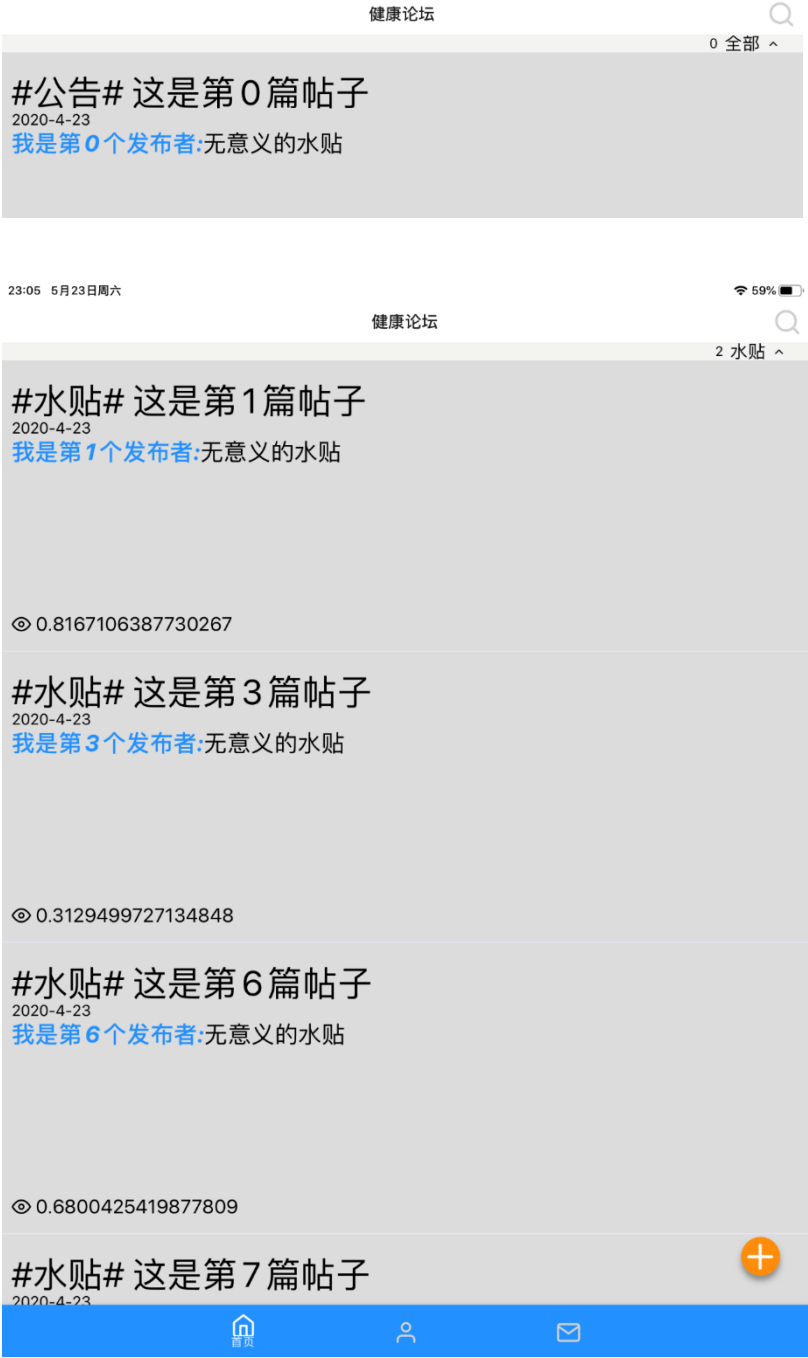 健康论坛
0 全部
#公告# 这是第0篇帖子
2020-4-23
我是第0个发布者:无意义的水贴
23:05 5月23日周六 59%
健康论坛
2 水贴
#水贴# 这是第1篇帖子
2020-4-23
我是第1个发布者:无意义的水贴
0.8167106387730267
#水贴# 这是第3篇帖子
2020-4-23
我是第3个发布者:无意义的水贴
0.3129499727134848
#水贴# 这是第6篇帖子
2020-4-23
我是第6个发布者:无意义的水贴
0.6800425419877809
#水贴# 这是第7篇帖子
2020-4-23
首页